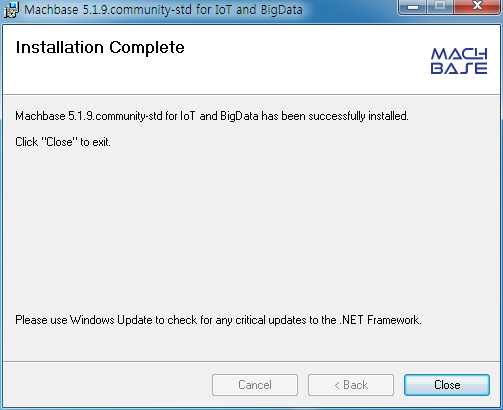 Machbase 5.1.9.community-std for IoT and BigData
Installation Complete
MACH
BASE
Machbase 5.1.9.community-std for IoT and BigData has been successfully installed.
Click "Close" to exit.
Please use Windows Update to check for any critical updates to the .NET Framework.
Cancel
< Back
Close